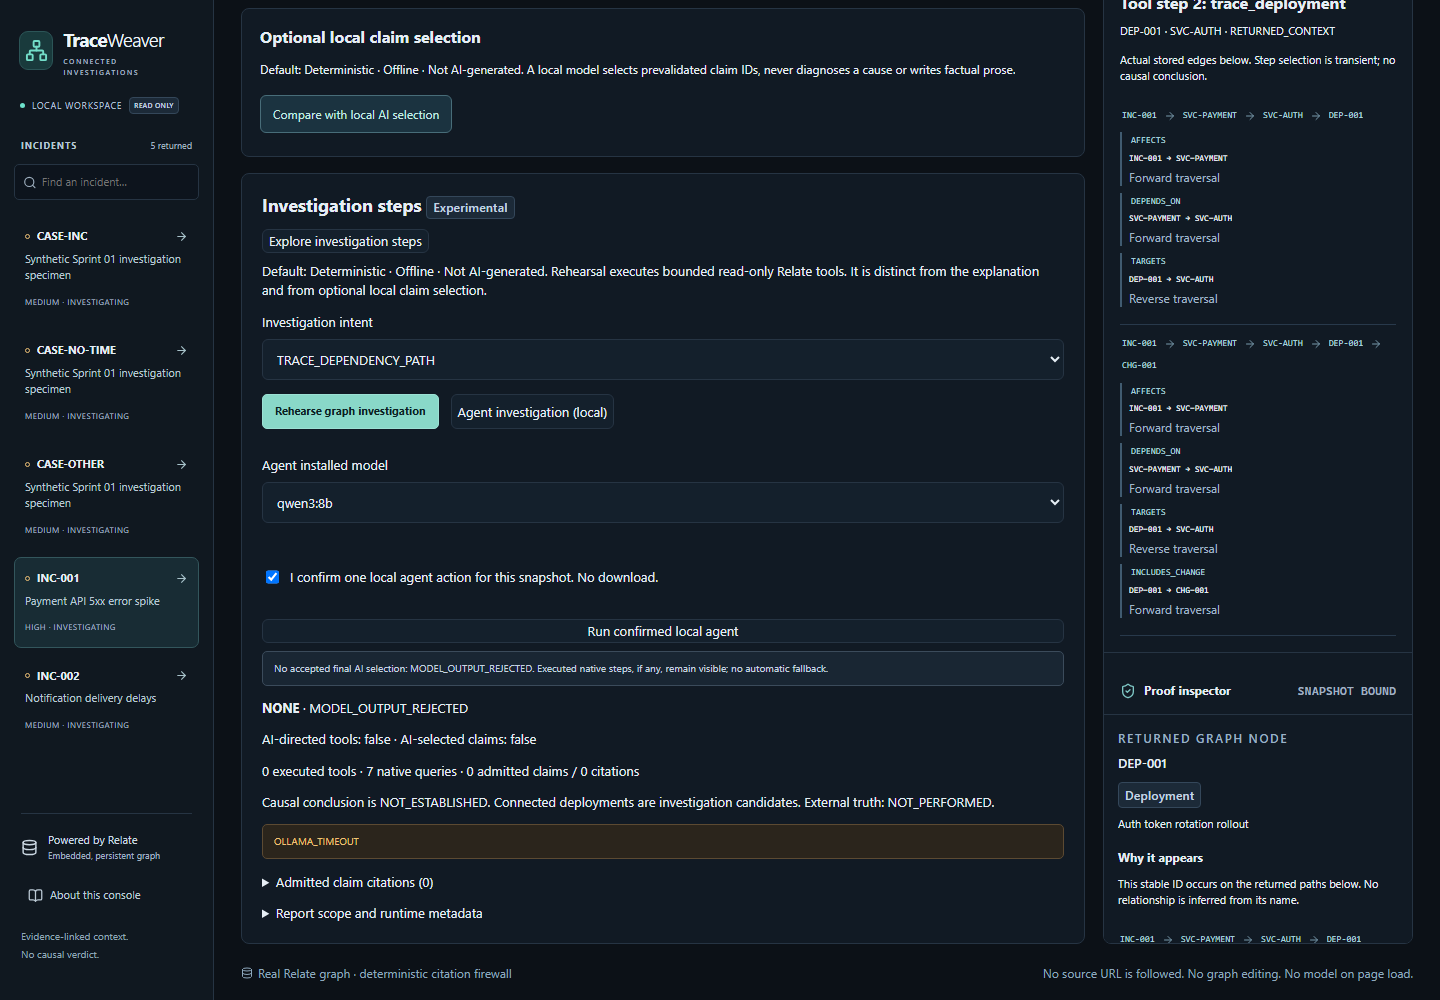 TraceWeaver
CONNECTED
INVESTIGATIONS
LOCAL WORKSPACE READ ONLY
INCIDENTS 5 returned
Find an incident...
CASE-INC
Synthetic Sprint 01 investigation
specimen
MEDIUM · INVESTIGATING
CASE-NO-TIME
Synthetic Sprint 01 investigation
specimen
MEDIUM · INVESTIGATING
CASE-OTHER
Synthetic Sprint 01 investigation
specimen
MEDIUM · INVESTIGATING
INC-001
Payment API 5xx error spike
HIGH · INVESTIGATING
INC-002
Notification delivery delays
MEDIUM · INVESTIGATING
Powered by Relate
Embedded, persistent graph
About this console
Evidence-linked context.
No causal verdict.
Optional local claim selection
Default: Deterministic · Offline · Not AI-generated. A local model selects prevalidated claim IDs, never diagnoses a cause or writes factual prose.
Compare with local AI selection
Investigation steps Experimental
Explore investigation steps
Default: Deterministic · Offline · Not AI-generated. Rehearsal executes bounded read-only Relate tools. It is distinct from the explanation
and from optional local claim selection.
Investigation intent
TRACE_DEPENDENCY_PATH
Rehearse graph investigation Agent investigation (local)
Agent installed model
qwen3:8b
I confirm one local agent action for this snapshot. No download.
Run confirmed local agent
No accepted final AI selection: MODEL_OUTPUT_REJECTED. Executed native steps, if any, remain visible; no automatic fallback.
NONE · MODEL_OUTPUT_REJECTED
AI-directed tools: false · AI-selected claims: false
0 executed tools · 7 native queries · 0 admitted claims / 0 citations
Causal conclusion is NOT_ESTABLISHED. Connected deployments are investigation candidates. External truth: NOT_PERFORMED.
OLLAMA_TIMEOUT
Admitted claim citations (0)
Report scope and runtime metadata
Real Relate graph · deterministic citation firewall
Tool step 2: trace_deployment
DEP-001 · SVC-AUTH · RETURNED_CONTEXT
Actual stored edges below. Step selection is transient; no
causal conclusion.
INC-001 → SVC-PAYMENT → SVC-AUTH → DEP-001
AFFECTS
INC-001 → SVC-PAYMENT
Forward traversal
DEPENDS_ON
SVC-PAYMENT → SVC-AUTH
Forward traversal
TARGETS
DEP-001 → SVC-AUTH
Reverse traversal
INC-001 → SVC-PAYMENT → SVC-AUTH → DEP-001 →
CHG-001
AFFECTS
INC-001 → SVC-PAYMENT
Forward traversal
DEPENDS_ON
SVC-PAYMENT → SVC-AUTH
Forward traversal
TARGETS
DEP-001 → SVC-AUTH
Reverse traversal
INCLUDES_CHANGE
DEP-001 → CHG-001
Forward traversal
Proof inspector SNAPSHOT BOUND
RETURNED GRAPH NODE
DEP-001
Deployment
Auth token rotation rollout
Why it appears
This stable ID occurs on the returned paths below. No
relationship is inferred from its name.
INC-001 → SVC-PAYMENT → SVC-AUTH → DEP-001
No source URL is followed. No graph editing. No model on page load.